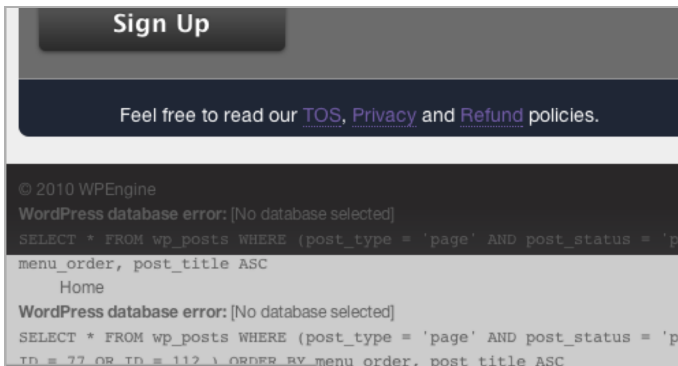 Sign Up
Feel free to read our TOS, Privacy and Refund policies.
© 2010 WPEngine
WordPress database error: [No database selected]
SELECT * FROM wp_posts WHERE (post_type = 'page' AND post_status = 'p
menu_order, post_title ASC
Home
WordPress database error: [No database selected]
SELECT * FROM wp_posts WHERE (post_type = 'page' AND post_status = 'p
ID = 77 OR ID = 112 ) ORDER BY menu_order, post_title ASC